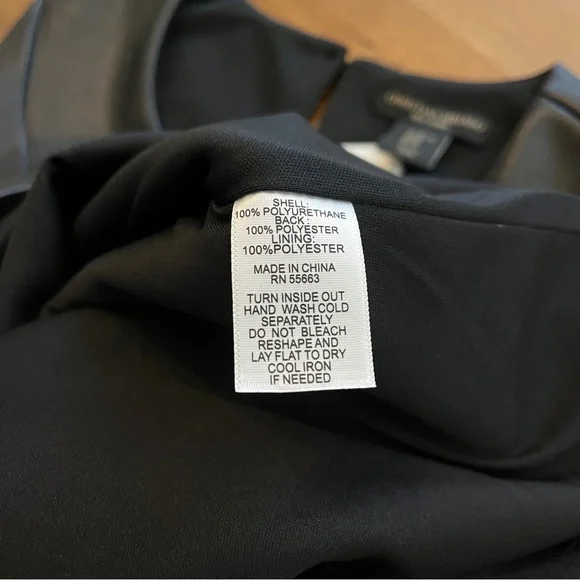 SHELL:
100% POLYURETHANE
BACK:
100% POLYESTER
LINING:
100%POLYESTER
MADE IN CHINA
RN 55663
TURN INSIDE OUT
HAND WASH COLD
SEPARATELY
DO NOT BLEACH
RESHAPE AND
LAY FLAT TO DRY
COOL IRON
IF NEEDED